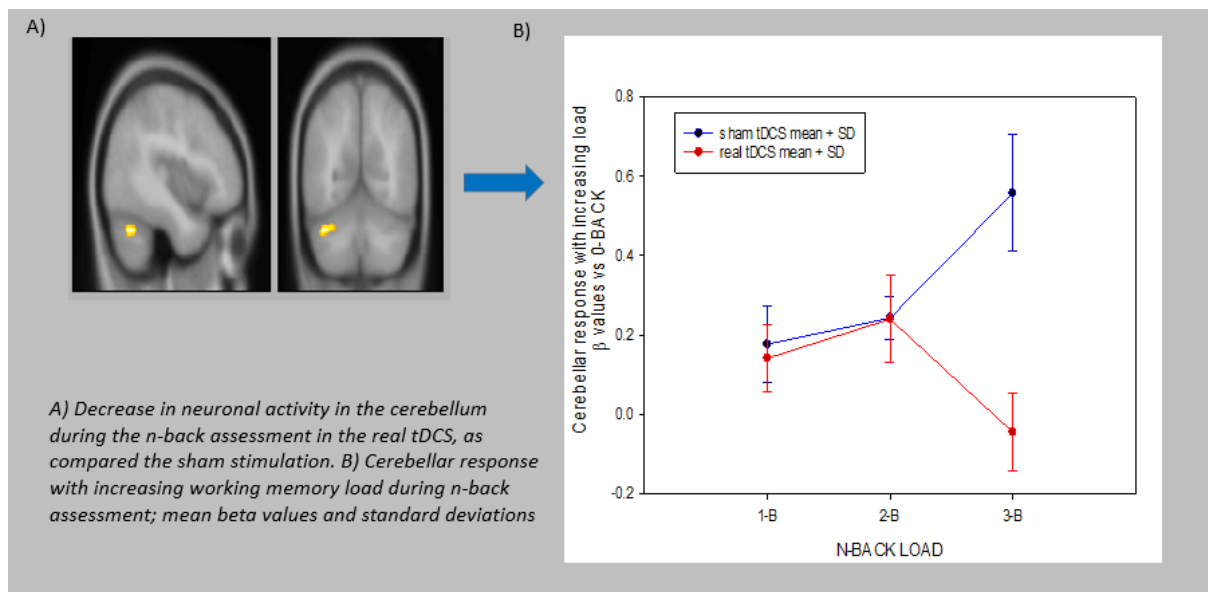 A)
B)
0.8
0.6
0.4
0.2
0.0
-0.2
Cerebellar response with increasing load
β values vs 0-BACK
sham tDCS mean + SD
real tDCS mean + SD
1-B
2-B
3-B
N-BACK LOAD
A) Decrease in neuronal activity in the cerebellum
during the n-back assessment in the real tDCS, as
compared the sham stimulation. B) Cerebellar response
with increasing working memory load during n-back
assessment; mean beta values and standard deviations